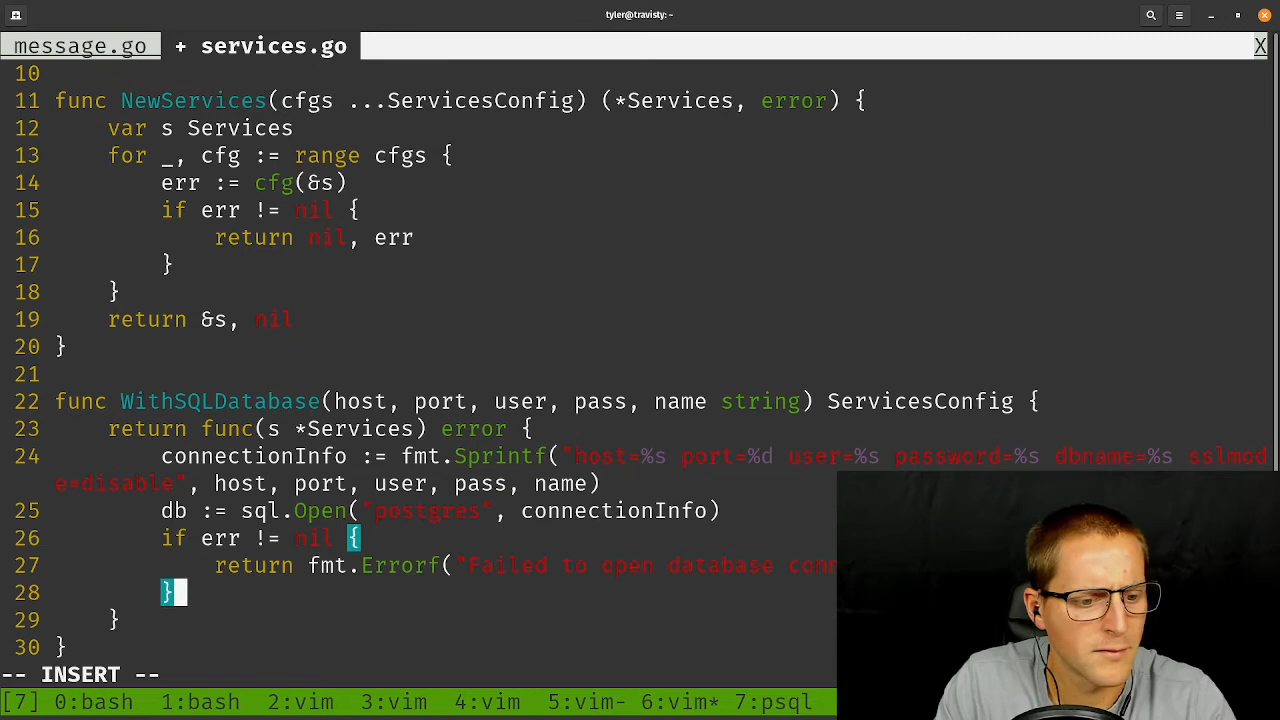 tyler@travisty: ~
message.go + services.go X
10
11 func NewServices(cfgs ...ServicesConfig) (*Services, error) {
12 var s Services
13 for _, cfg := range cfgs {
14 err := cfg(&s)
15 if err != nil {
16 return nil, err
17 }
18 }
19 return &s, nil
20 }
21
22 func WithSQLDatabase(host, port, user, pass, name string) ServicesConfig {
23 return func(s *Services) error {
24 connectionInfo := fmt.Sprintf("host=%s port=%d user=%s password=%s dbname=%s sslmod
e=disable", host, port, user, pass, name)
25 db := sql.Open("postgres", connectionInfo)
26 if err != nil {
27 return fmt.Errorf("Failed to open database
28 }
29 }
30 }
-- INSERT --
[7] 0:bash 1:bash 2:vim 3:vim 4:vim 5:vim- 6:vim* 7:psql